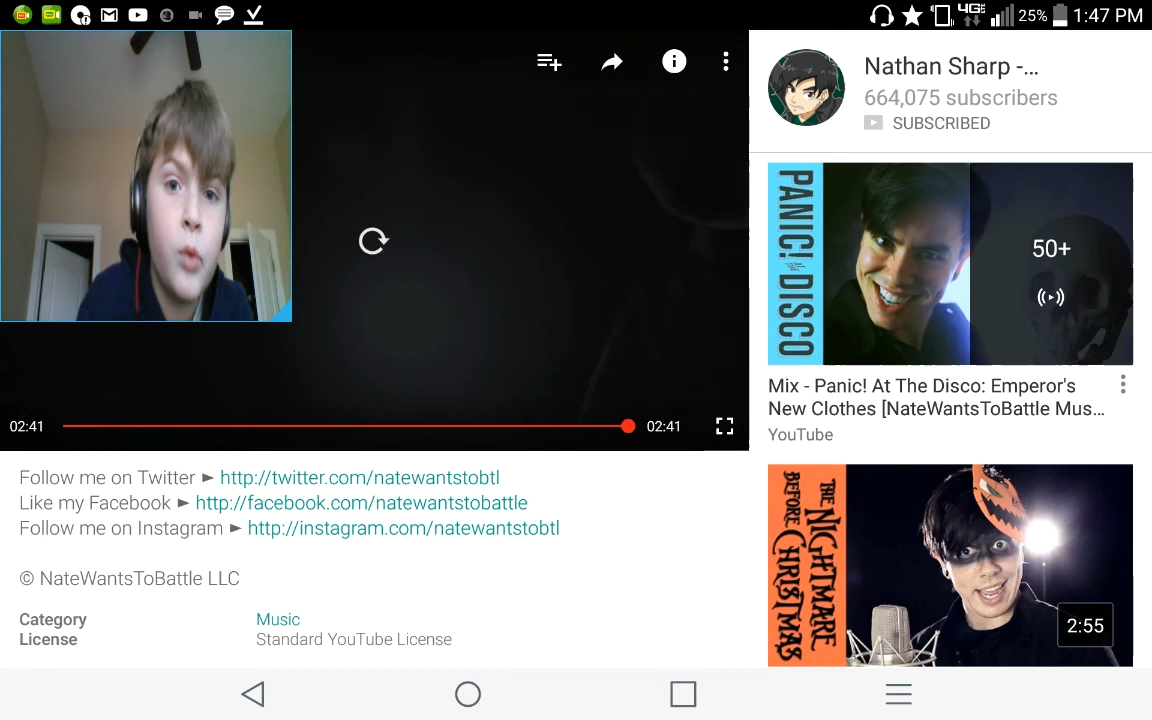 4G
25%
1:47 PM
Nathan Sharp -...
664,075 subscribers
SUBSCRIBED
PANIC! DISCO
50+
Mix - Panic! At The Disco: Emperor's
New Clothes [NateWantsToBattle Mus...
YouTube
02:41
02:41
Follow me on Twitter ► http://twitter.com/natewantstobtl
Like my Facebook ► http://facebook.com/natewantstobattle
Follow me on Instagram ► http://instagram.com/natewantstobtl
© NateWantsToBattle LLC
Category Music
License Standard YouTube License
THE NIGHTMARE
BEFORE CHRISTMAS
2:55